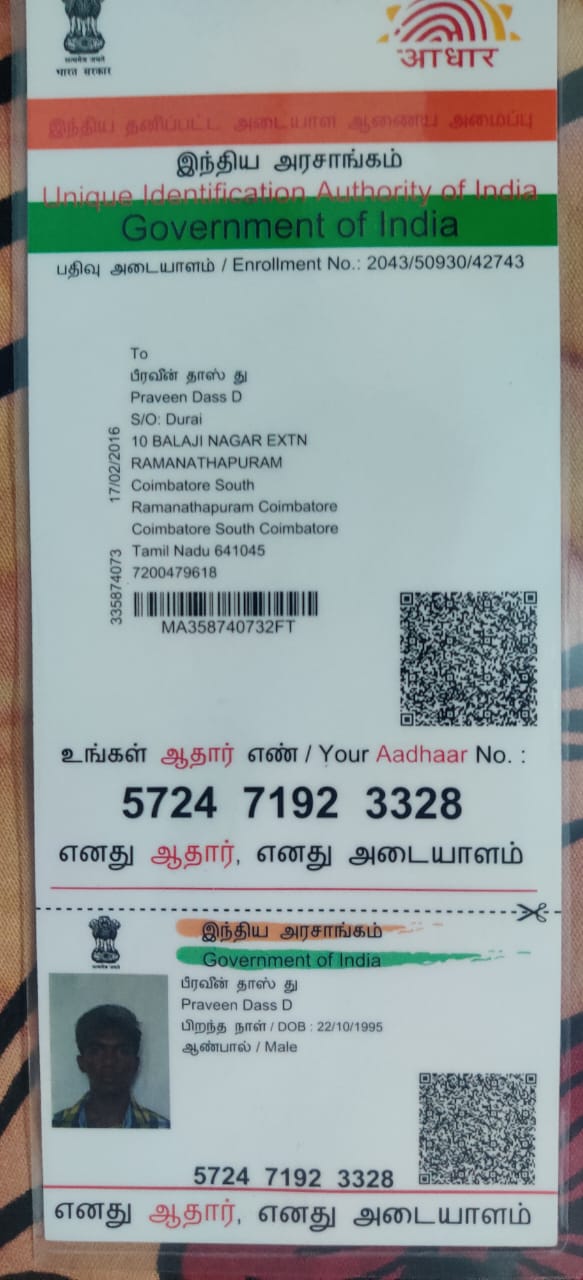 भारत सरकार
आधार
இந்திய தனிப்பட்ட அடையாள ஆணைய அமைப்பு
இந்திய அரசாங்கம்
Unique Identification Authority of India
Government of India
பதிவு அடையாளம் / Enrollment No.: 2043/50930/42743
To
பிரவீன் தாஸ் து
Praveen Dass D
S/O: Durai
10 BALAJI NAGAR EXTN
RAMANATHAPURAM
Coimbatore South
Ramanathapuram Coimbatore
Coimbatore South Coimbatore
Tamil Nadu 641045
7200479618
17/02/2016
335874073
MA358740732FT
உங்கள் ஆதார் எண் / Your Aadhaar No. :
5724 7192 3328
எனது ஆதார், எனது அடையாளம்
இந்திய அரசாங்கம்
Government of India
பிரவீன் தாஸ் து
Praveen Dass D
பிறந்த நாள் / DOB : 22/10/1995
ஆண்பால் / Male
5724 7192 3328
எனது ஆதார், எனது அடையாளம்